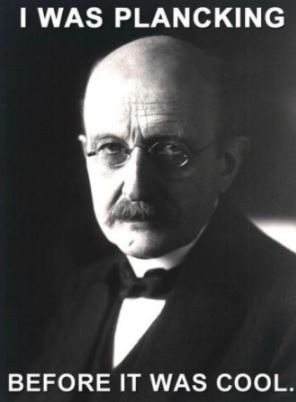 I WAS PLANCKING
BEFORE IT WAS COOL.